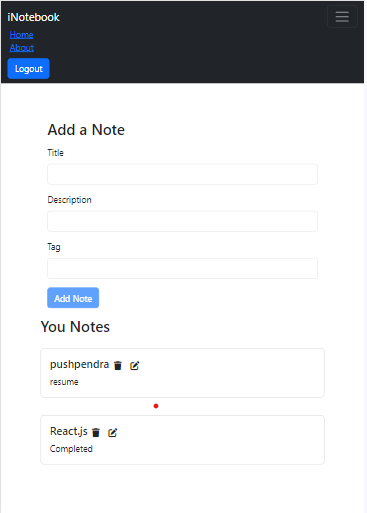 iNotebook
Home
About
Logout
Add a Note
Title
Description
Tag
Add Note
You Notes
pushpendra
resume
React.js
Completed